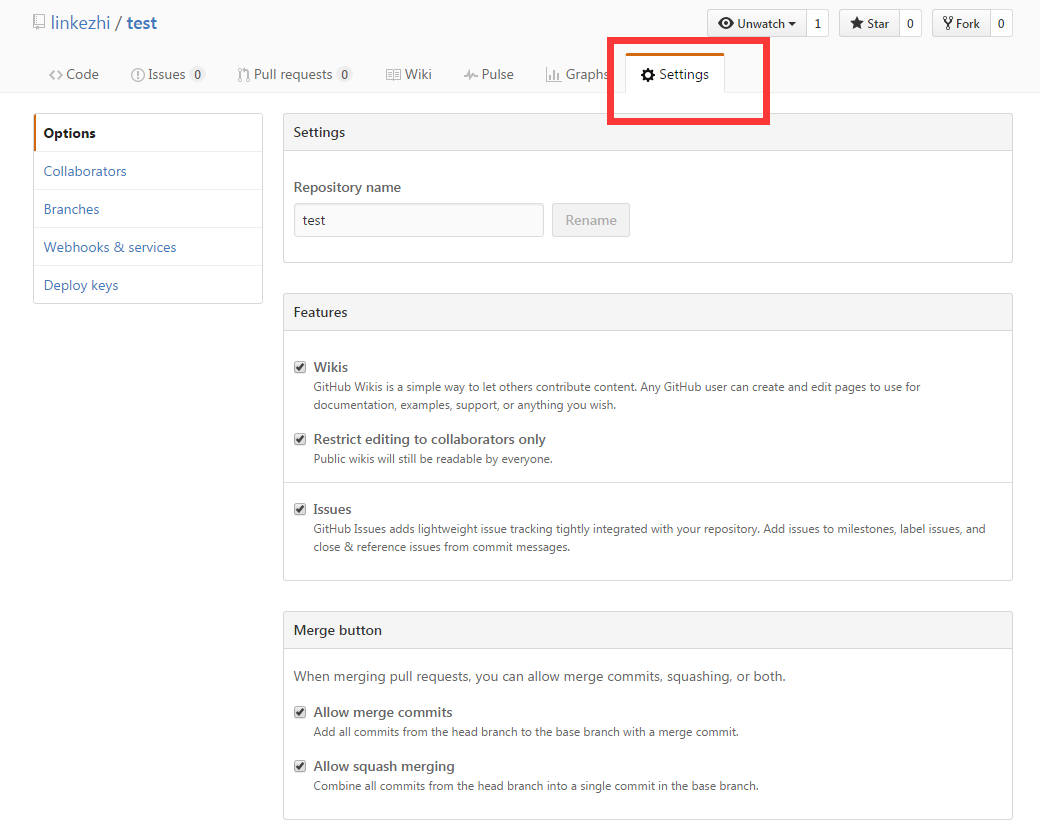 linkezhi / test
Unwatch 1 Star 0 Fork 0
Code Issues 0 Pull requests 0 Wiki Pulse Graphs Settings
Options
Collaborators
Branches
Webhooks & services
Deploy keys
Settings
Repository name
test Rename
Features
Wikis
GitHub Wikis is a simple way to let others contribute content. Any GitHub user can create and edit pages to use for
documentation, examples, support, or anything you wish.
Restrict editing to collaborators only
Public wikis will still be readable by everyone.
Issues
GitHub Issues adds lightweight issue tracking tightly integrated with your repository. Add issues to milestones, label issues, and
close & reference issues from commit messages.
Merge button
When merging pull requests, you can allow merge commits, squashing, or both.
Allow merge commits
Add all commits from the head branch to the base branch with a merge commit.
Allow squash merging
Combine all commits from the head branch into a single commit in the base branch.